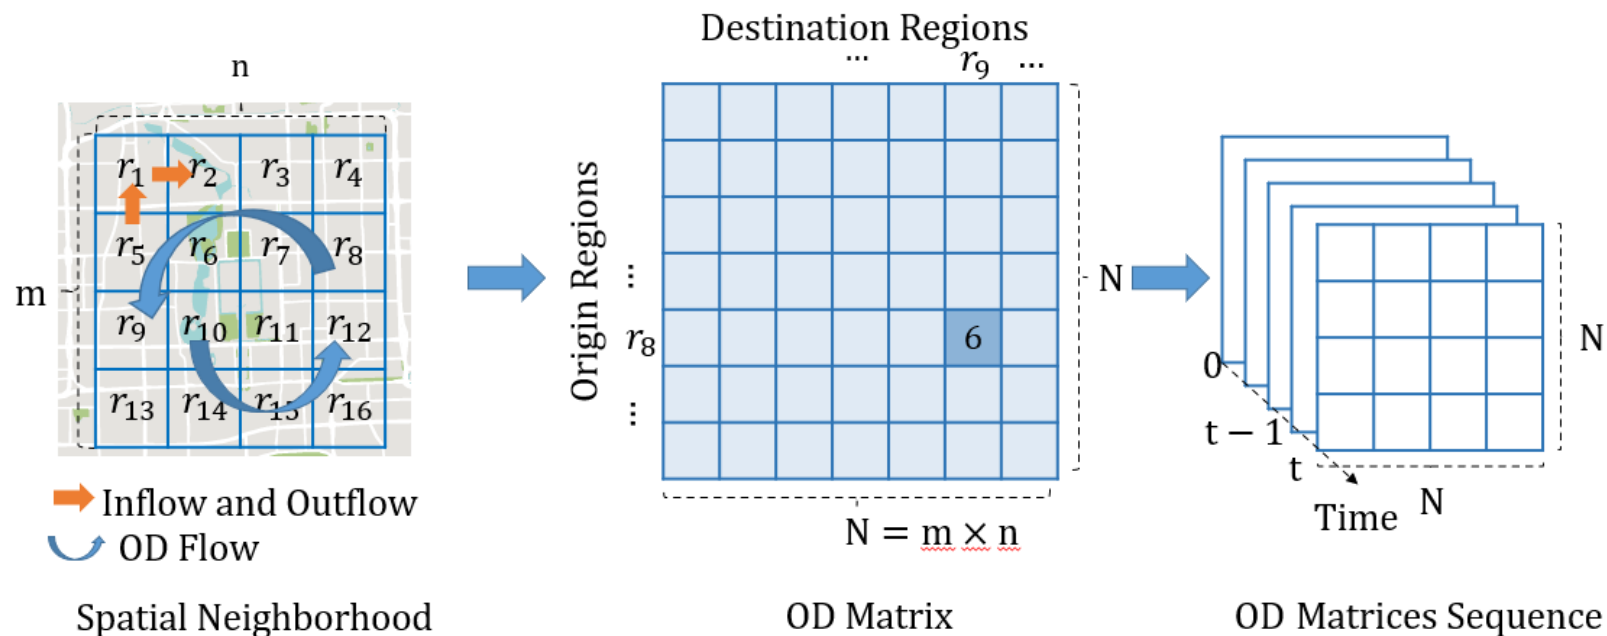 n
m
r1 r2 r3 r4
r5 r6 r7 r8
r9 r10 r11 r12
r13 r14 r15 r16
Inflow and Outflow
OD Flow
Spatial Neighborhood
Destination Regions
... r9 ...
Origin Regions
...
r8
...
6
N
N = m × n
OD Matrix
0
t − 1
t
Time
N
N
OD Matrices Sequence